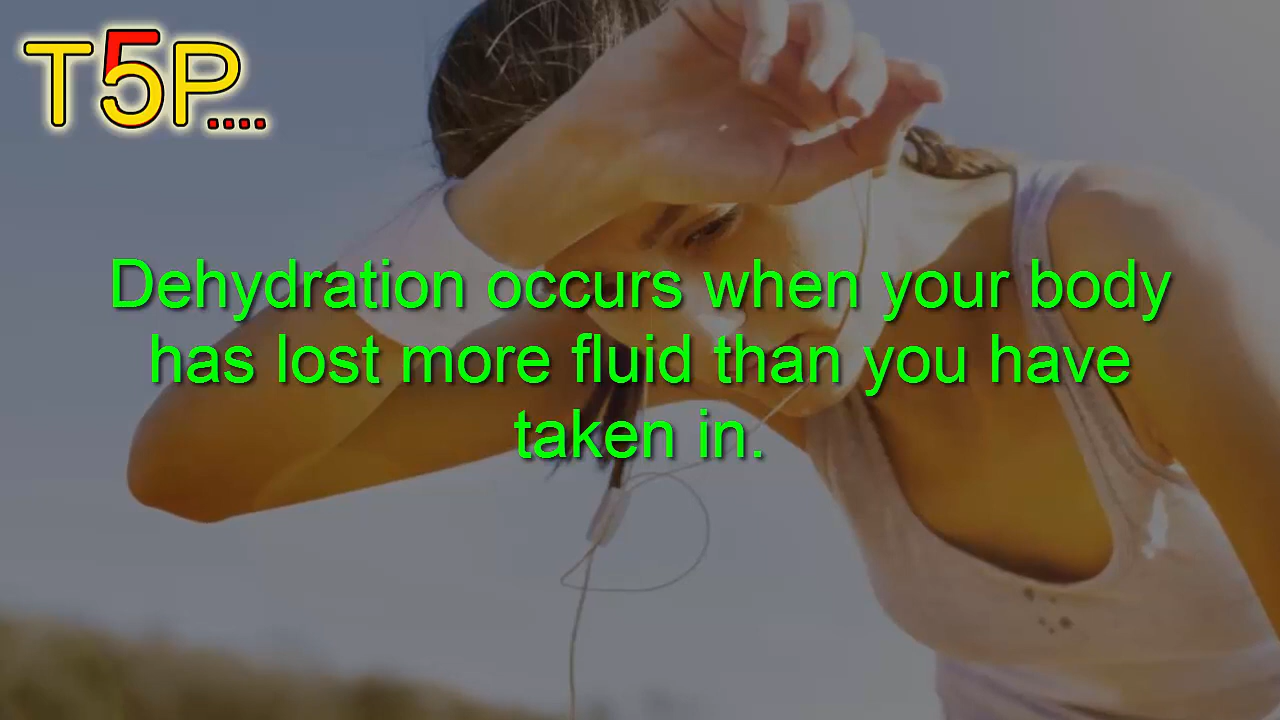 T5P....
Dehydration occurs when your body
has lost more fluid than you have
taken in.